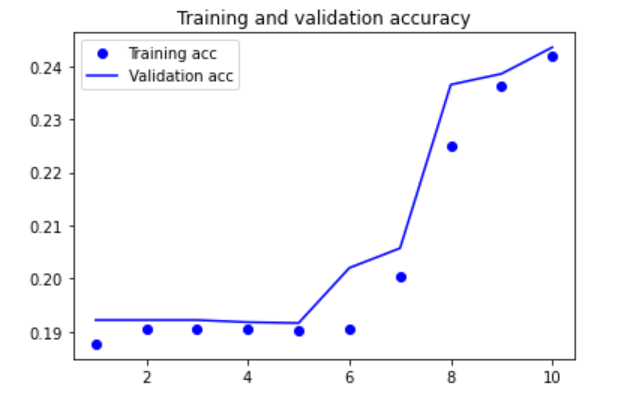 Training and validation accuracy
Training acc
Validation acc
0.24
0.23
0.22
0.21
0.20
0.19
2 4 6 8 10